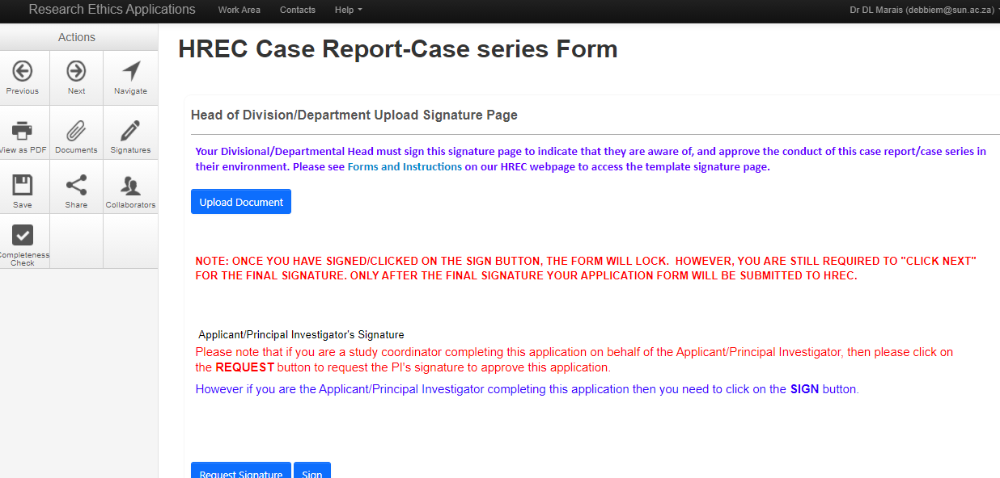 Research Ethics Applications Work Area Contacts Help Dr DL Marais (debbiem@sun.ac.za)
Actions
HREC Case Report-Case series Form
Previous Next Navigate
Head of Division/Department Upload Signature Page
View as PDF Documents Signatures
Your Divisional/Departmental Head must sign this signature page to indicate that they are aware of, and approve the conduct of this case report/case series in
their environment. Please see Forms and Instructions on our HREC webpage to access the template signature page.
Save Share Collaborators
Upload Document
Completeness
Check
NOTE: ONCE YOU HAVE SIGNED/CLICKED ON THE SIGN BUTTON, THE FORM WILL LOCK. HOWEVER, YOU ARE STILL REQUIRED TO "CLICK NEXT"
FOR THE FINAL SIGNATURE. ONLY AFTER THE FINAL SIGNATURE YOUR APPLICATION FORM WILL BE SUBMITTED TO HREC.
Applicant/Principal Investigator's Signature
Please note that if you are a study coordinator completing this application on behalf of the Applicant/Principal Investigator, then please click on
the REQUEST button to request the PI's signature to approve this application.
However if you are the Applicant/Principal Investigator completing this application then you need to click on the SIGN button.
Request Signature Sign